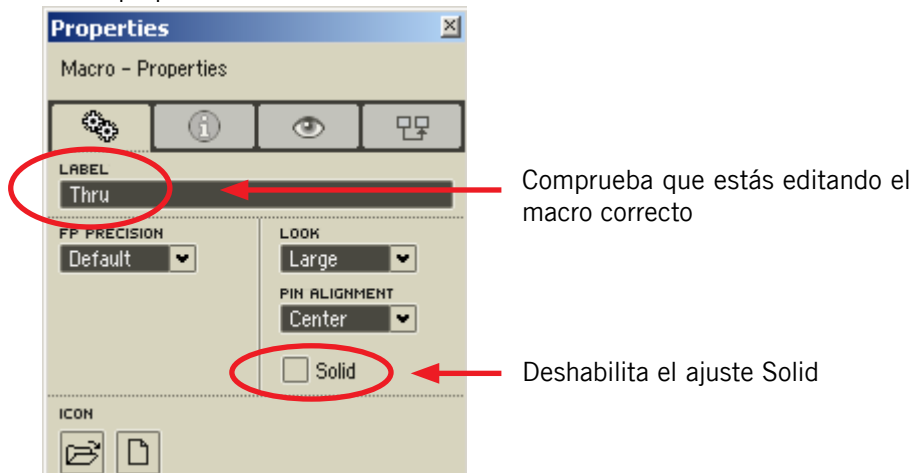 Properties
Macro - Properties
LABEL
Thru
Comprueba que estás editando el
macro correcto
FP PRECISION
Default
LOOK
Large
PIN ALIGNMENT
Center
Solid
Deshabilita el ajuste Solid
ICON